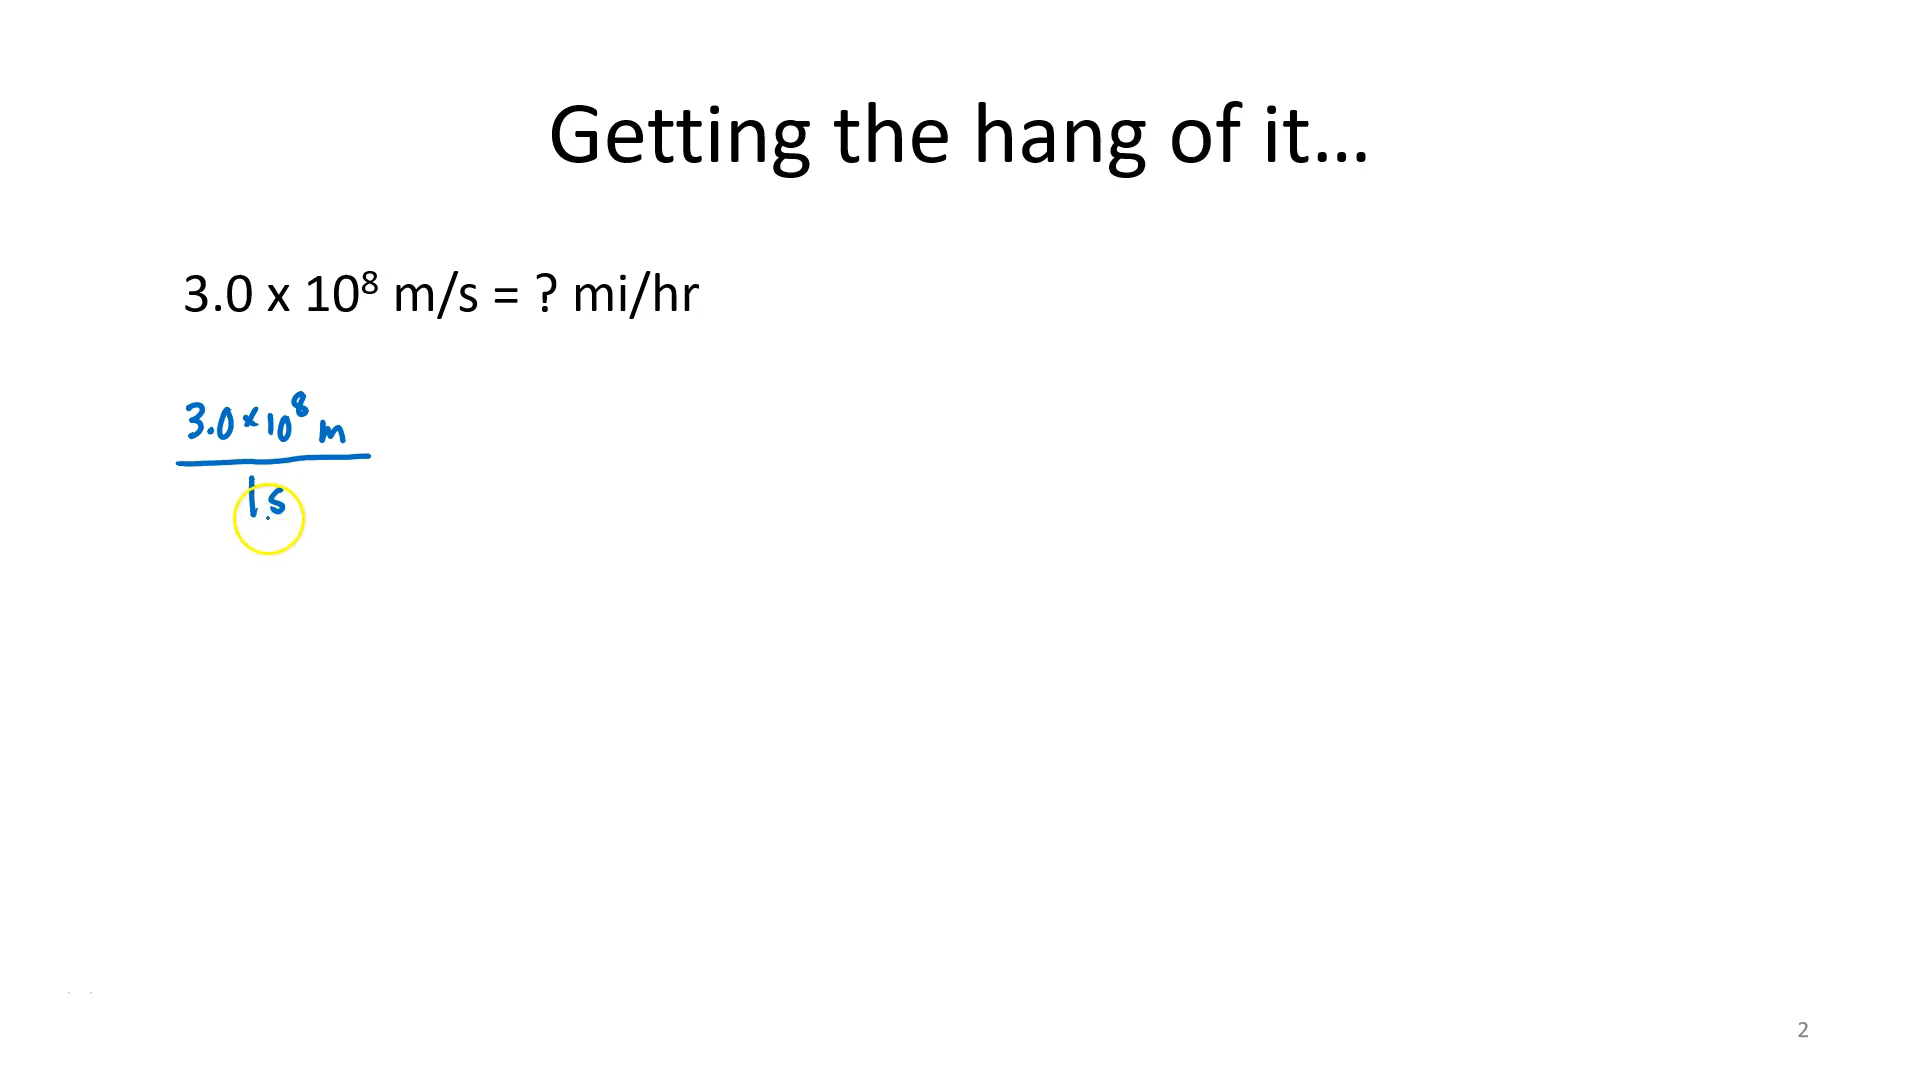 Getting the hang of it…
3.0 x 10⁸ m/s = ? mi/hr
3.0 × 10⁸ m
1 s
2